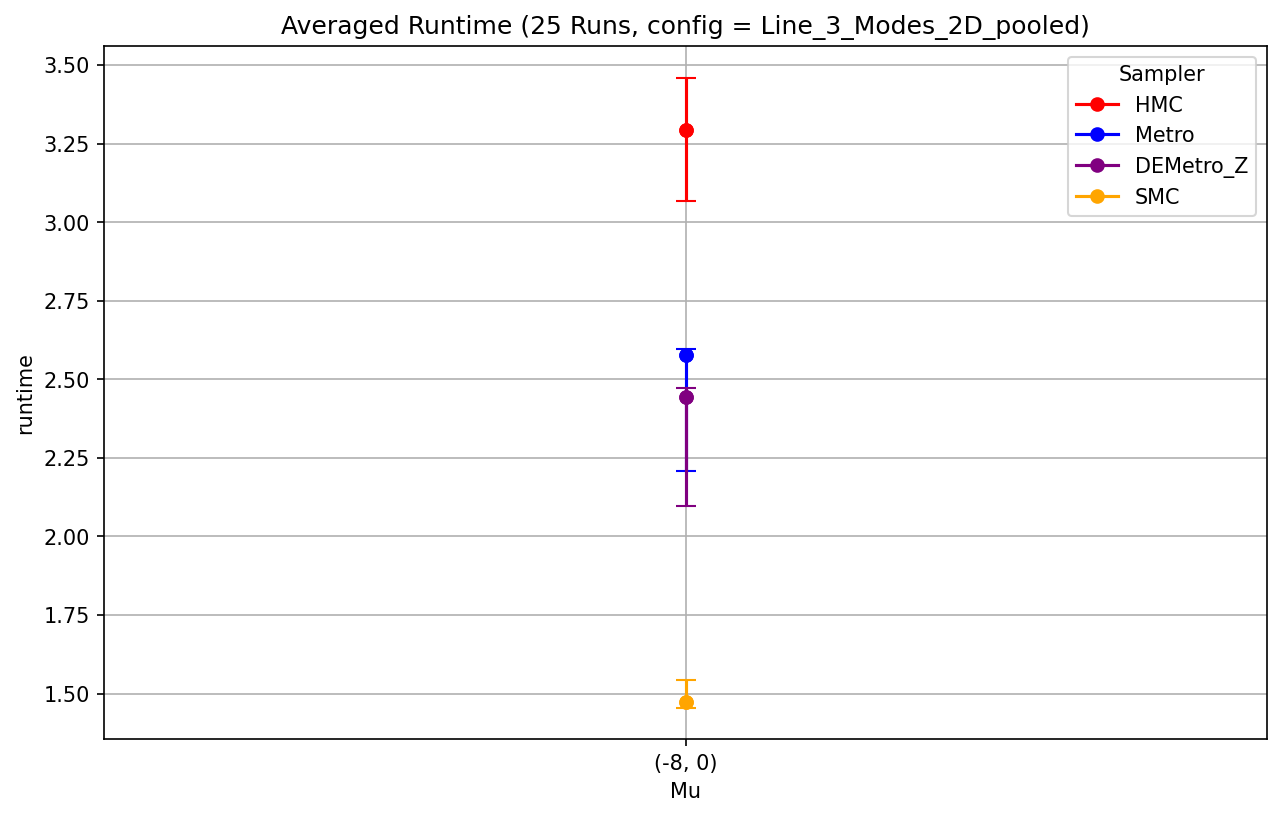 Averaged Runtime (25 Runs, config = Line_3_Modes_2D_pooled)
3.50
3.25
3.00
2.75
2.50
2.25
2.00
1.75
1.50
runtime
Sampler
HMC
Metro
DEMetro_Z
SMC
(-8, 0)
Mu